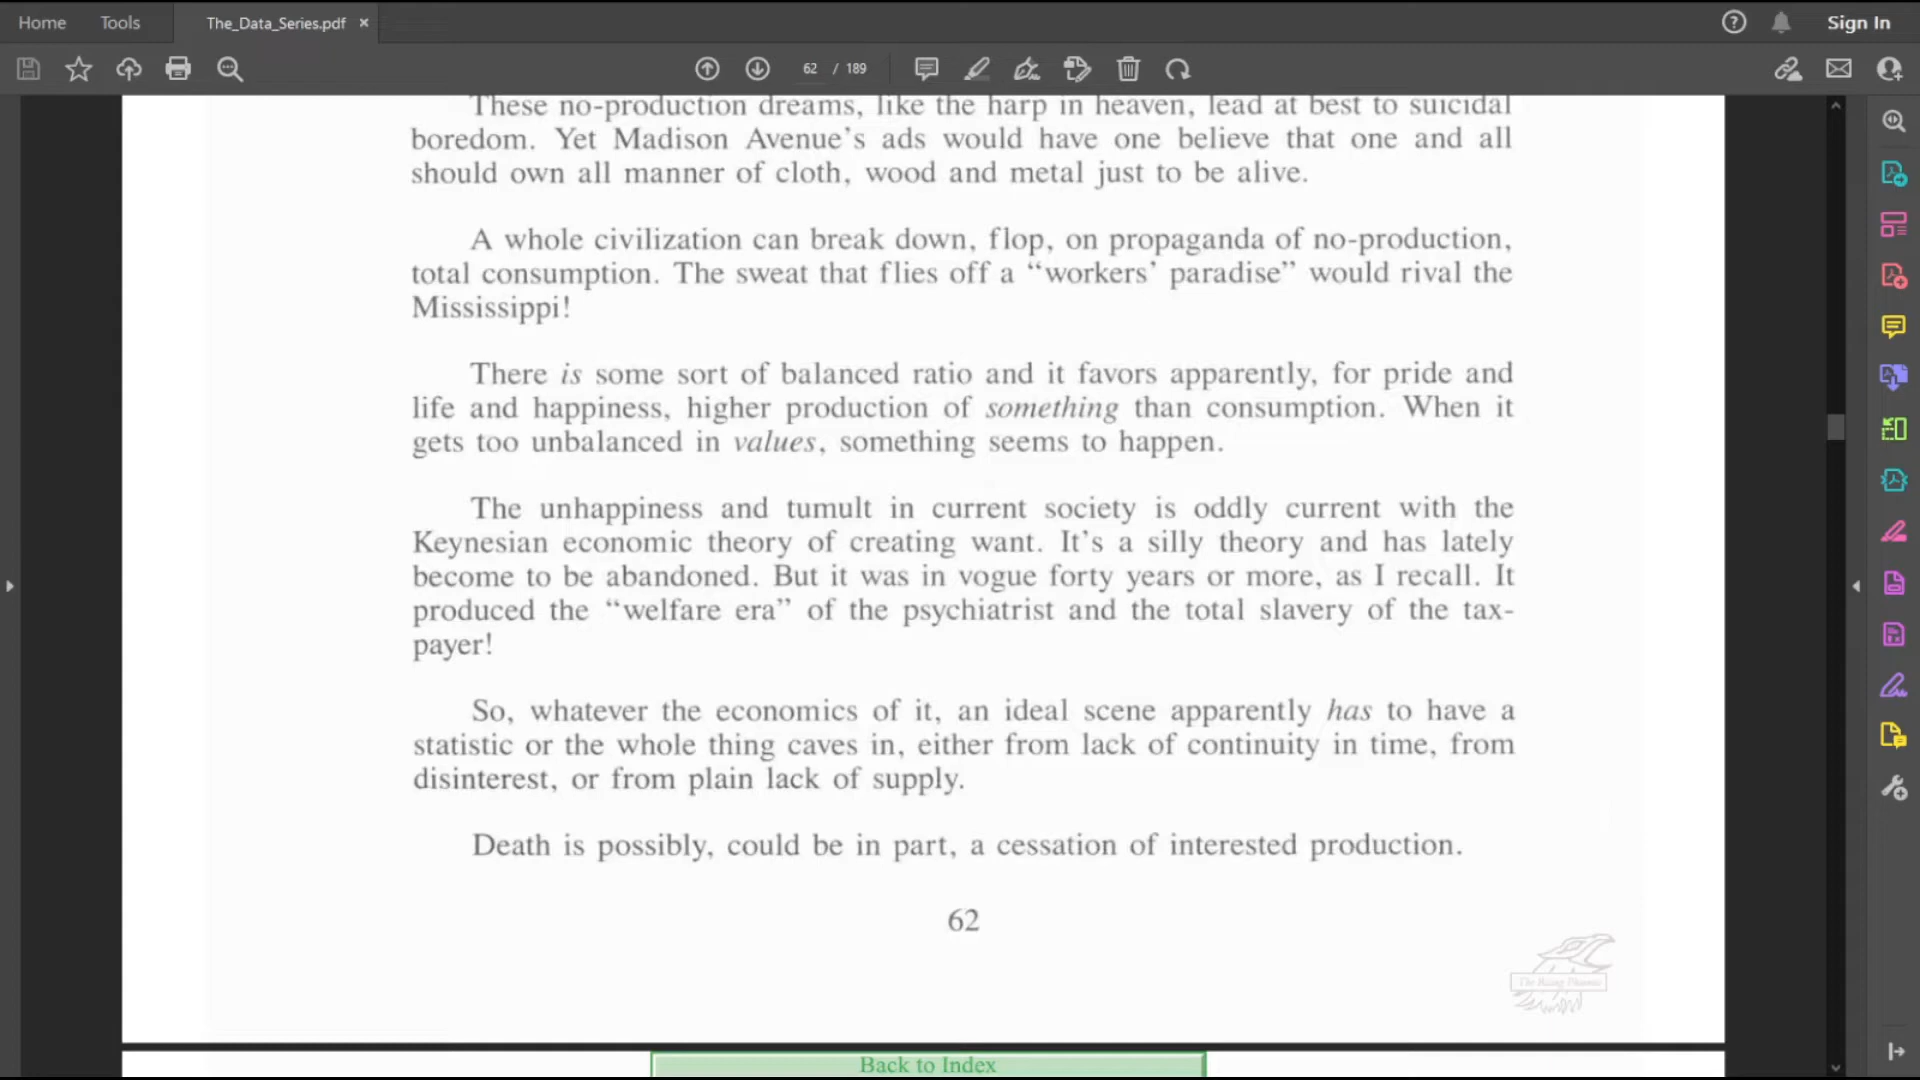 Home Tools The_Data_Series.pdf × Sign In
62 / 189
These no-production dreams, like the harp in heaven, lead at best to suicidal
boredom. Yet Madison Avenue's ads would have one believe that one and all
should own all manner of cloth, wood and metal just to be alive.
A whole civilization can break down, flop, on propaganda of no-production,
total consumption. The sweat that flies off a “workers’ paradise” would rival the
Mississippi!
There is some sort of balanced ratio and it favors apparently, for pride and
life and happiness, higher production of something than consumption. When it
gets too unbalanced in values, something seems to happen.
The unhappiness and tumult in current society is oddly current with the
Keynesian economic theory of creating want. It's a silly theory and has lately
become to be abandoned. But it was in vogue forty years or more, as I recall. It
produced the “welfare era” of the psychiatrist and the total slavery of the tax-
payer!
So, whatever the economics of it, an ideal scene apparently has to have a
statistic or the whole thing caves in, either from lack of continuity in time, from
disinterest, or from plain lack of supply.
Death is possibly, could be in part, a cessation of interested production.
62
The Rising Phoenix
Back to Index